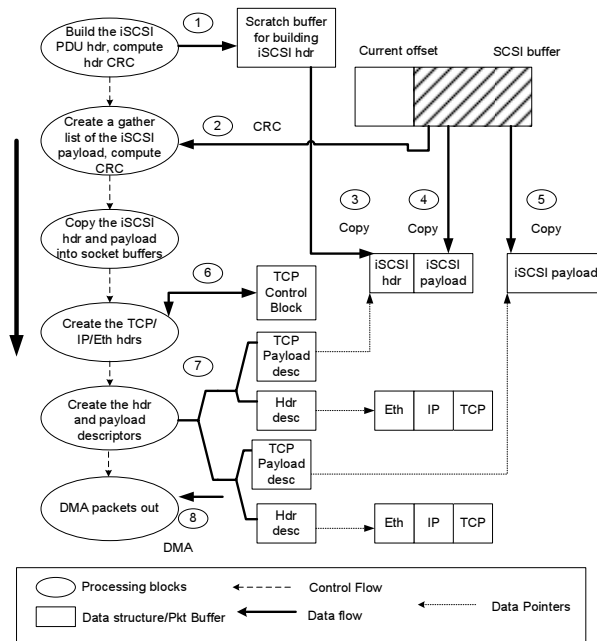 1
Build the iSCSI
PDU hdr, compute
hdr CRC
Scratch buffer
for building
iSCSI hdr
Current offset
SCSI buffer
2
CRC
Create a gather
list of the iSCSI
payload, compute
CRC
3
4
5
Copy
Copy
Copy
Copy the iSCSI
hdr and payload
into socket buffers
iSCSI
hdr
iSCSI
payload
iSCSI payload
6
TCP
Control
Block
Create the TCP/
IP/Eth hdrs
7
TCP
Payload
desc
Hdr
desc
Eth
IP
TCP
Create the hdr
and payload
descriptors
TCP
Payload
desc
DMA packets out
8
DMA
Hdr
desc
Eth
IP
TCP
Processing blocks
Control Flow
Data structure/Pkt Buffer
Data flow
Data Pointers